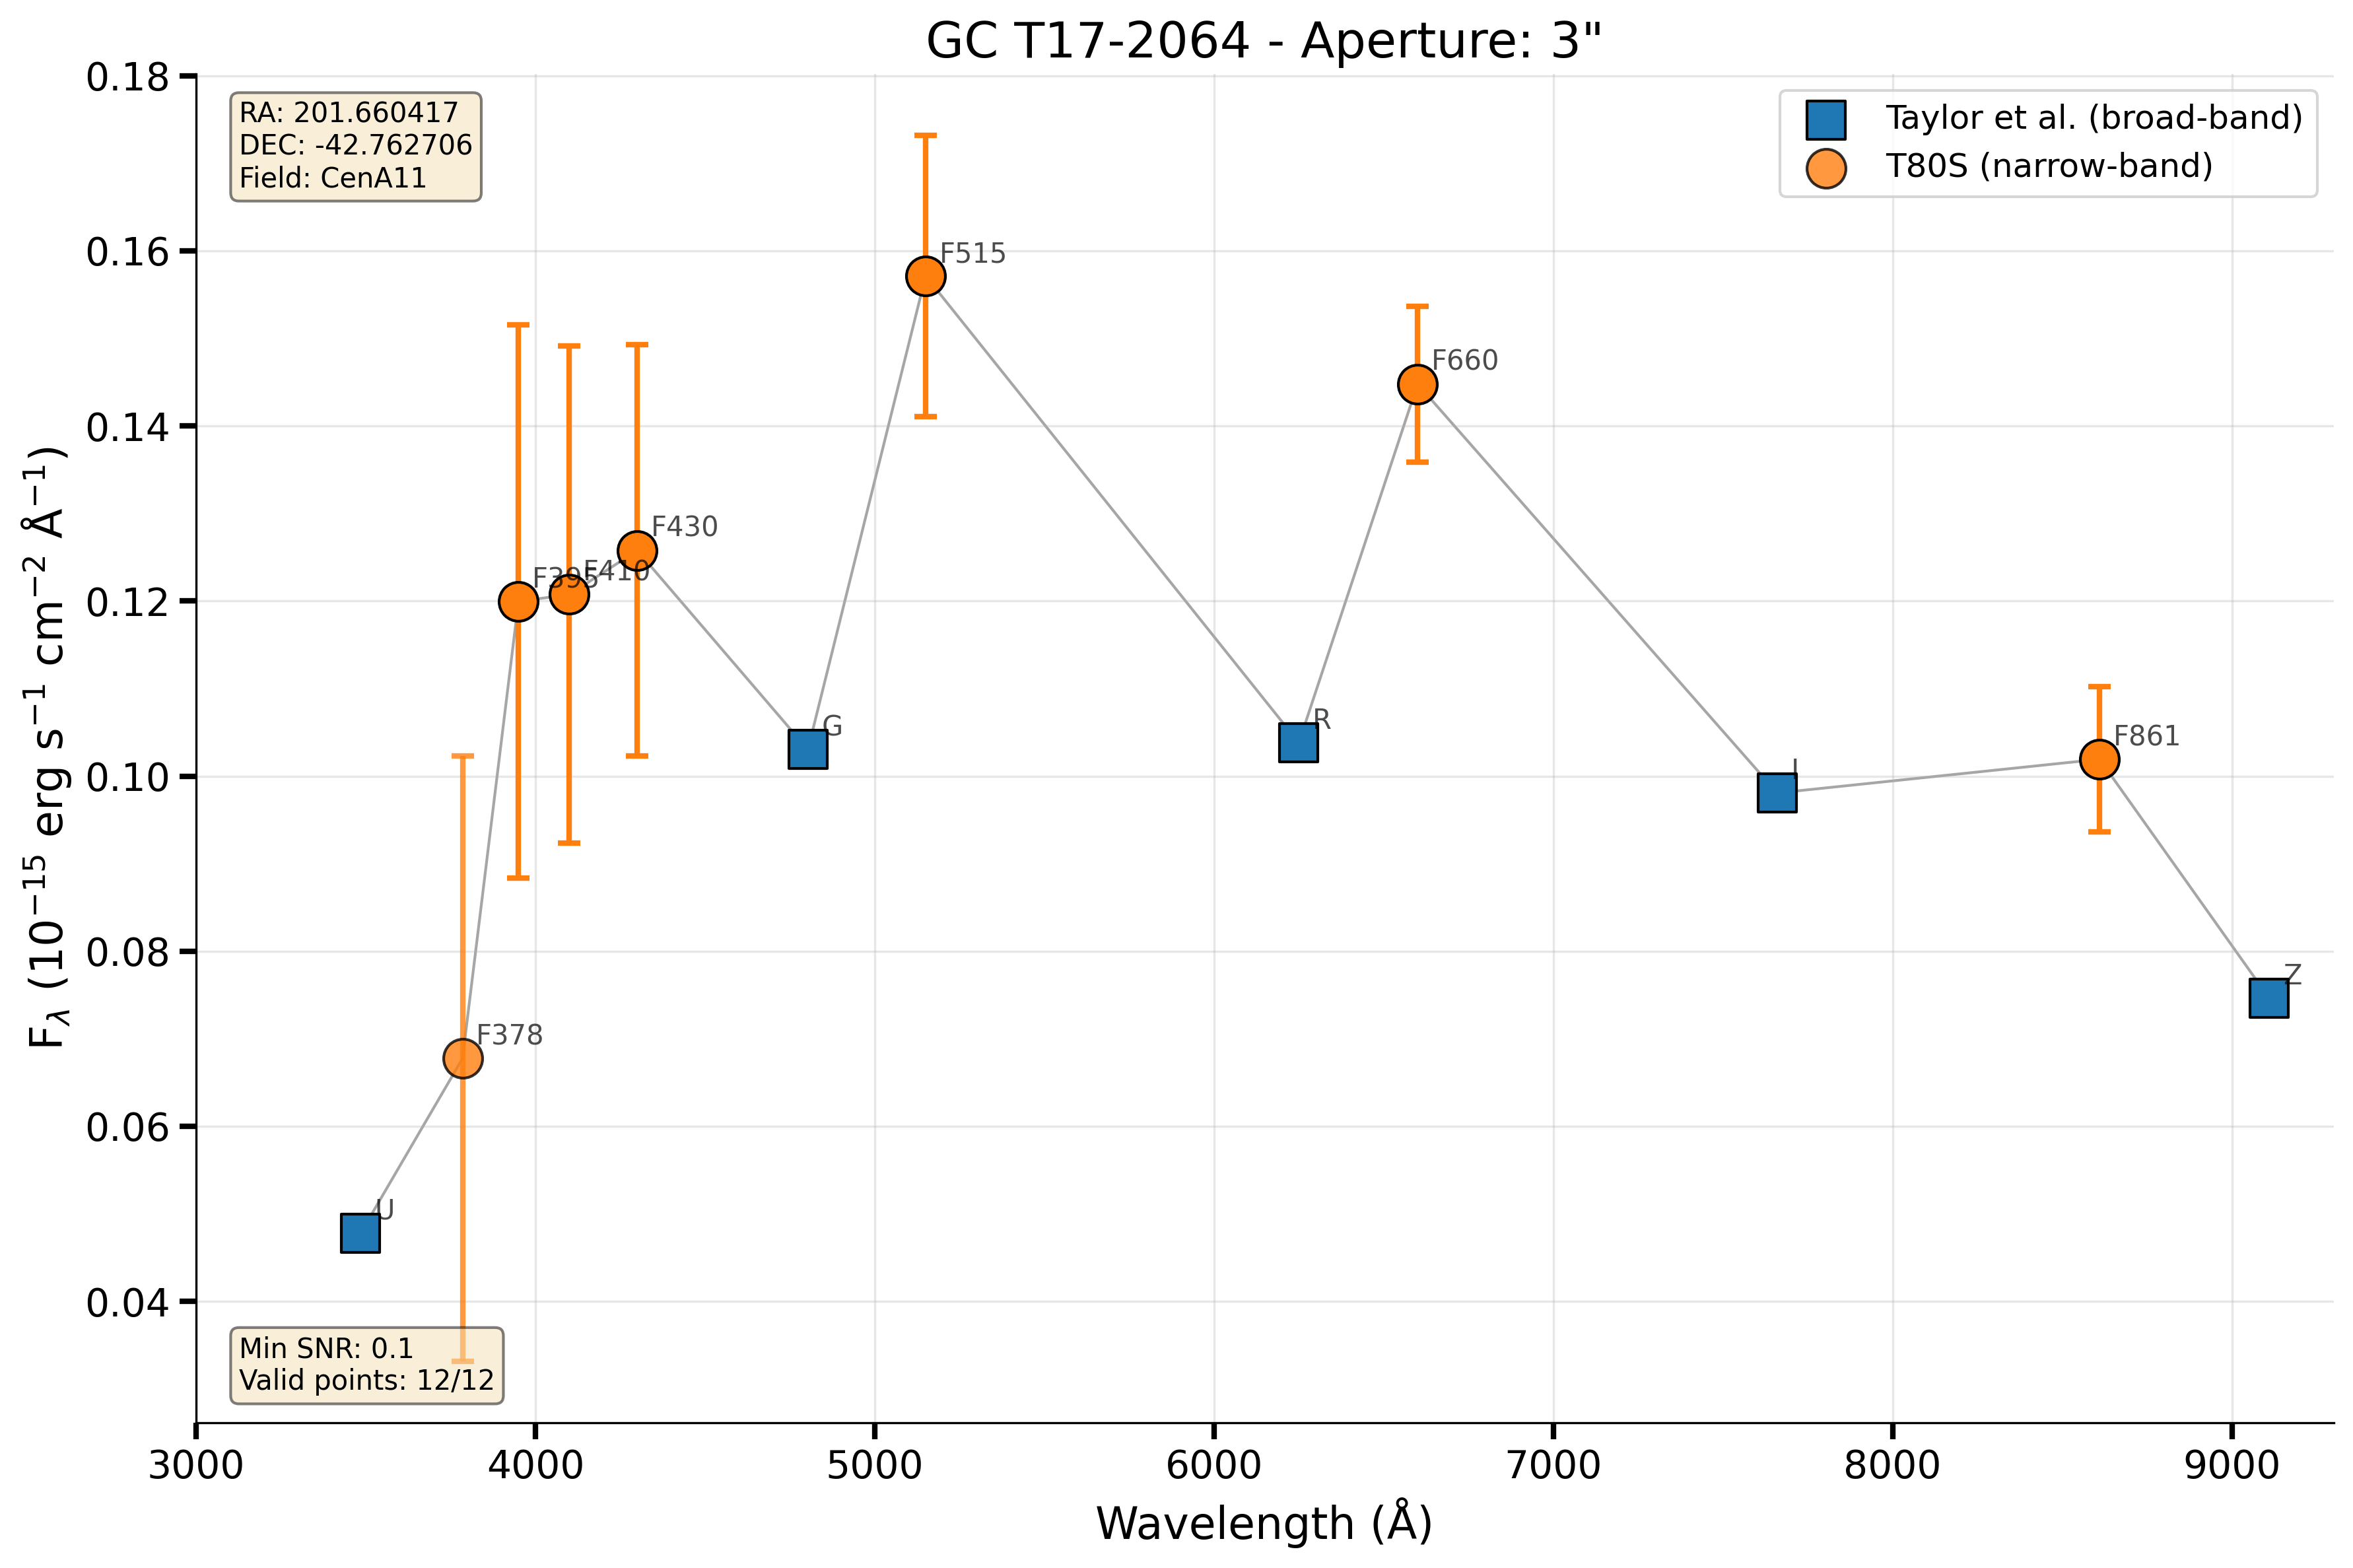 GC T17-2064 - Aperture: 3"
RA: 201.660417
DEC: -42.762706
Field: CenA11
Taylor et al. (broad-band)
T80S (narrow-band)
0.18
0.16
0.14
0.12
0.10
0.08
0.06
0.04
F515
F660
F430
F395
F410
G
R
I
F861
Z
F378
U
Min SNR: 0.1
Valid points: 12/12
3000
4000
5000
6000
7000
8000
9000
Wavelength (Å)
Fλ (10⁻¹⁵ erg s⁻¹ cm⁻² Å⁻¹)